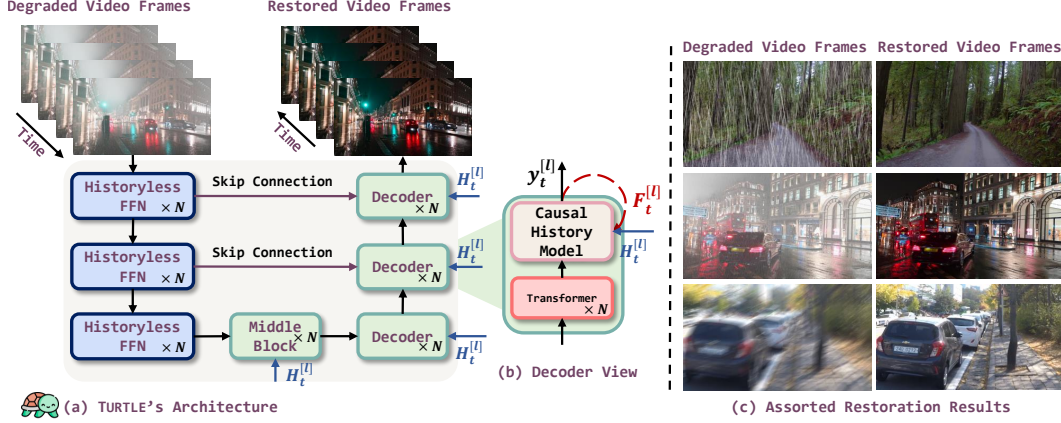 Degraded Video Frames
Restored Video Frames
Time
Time
Historyless
FFN ×N
Skip Connection
Decoder
×N
H_t^[l]
Historyless
FFN ×N
Skip Connection
Decoder
×N
H_t^[l]
Historyless
FFN ×N
Middle
Block ×N
Decoder
×N
H_t^[l]
H_t^[l]
(a) TURTLE's Architecture
y_t^[l]
F_t^[l]
Causal
History
Model
H_t^[l]
Transformer
×N
(b) Decoder View
Degraded Video Frames
Restored Video Frames
(c) Assorted Restoration Results